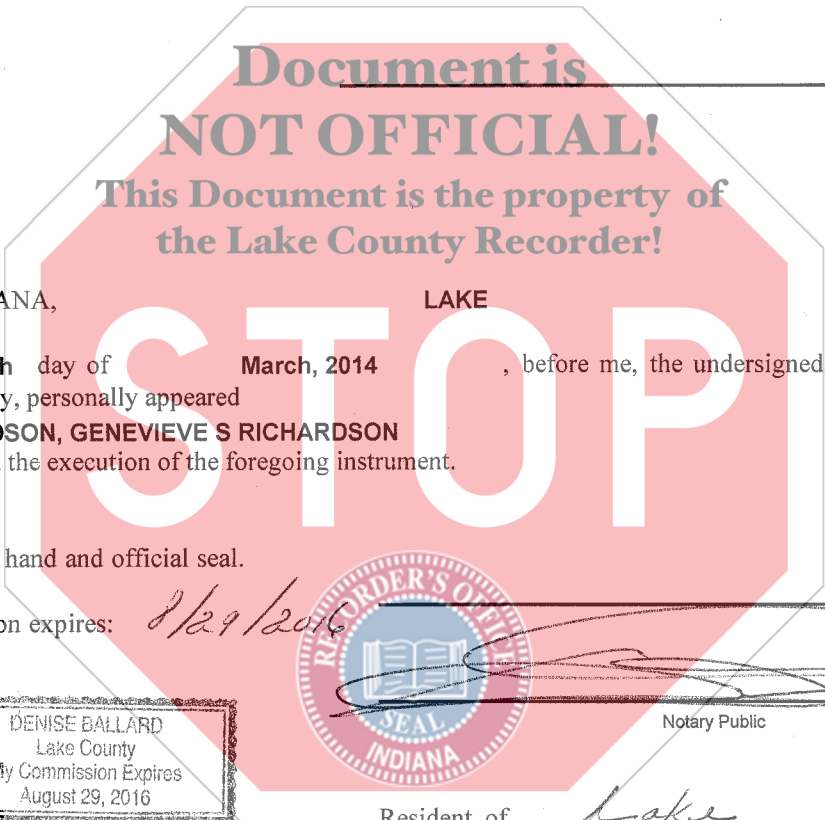 Document is
NOT OFFICIAL!
This Document is the property of
the Lake County Recorder!
ANA, LAKE
STOP
h day of March, 2014 , before me, the undersigned
y, personally appeared
SON, GENEVIEVE S RICHARDSON
the execution of the foregoing instrument.
hand and official seal.
on expires: 8/29/2016
RECORDER'S OFFICE
SEAL
INDIANA
Notary Public
DENISE BALLARD
Lake County
My Commission Expires
August 29, 2016
Resident of Lake